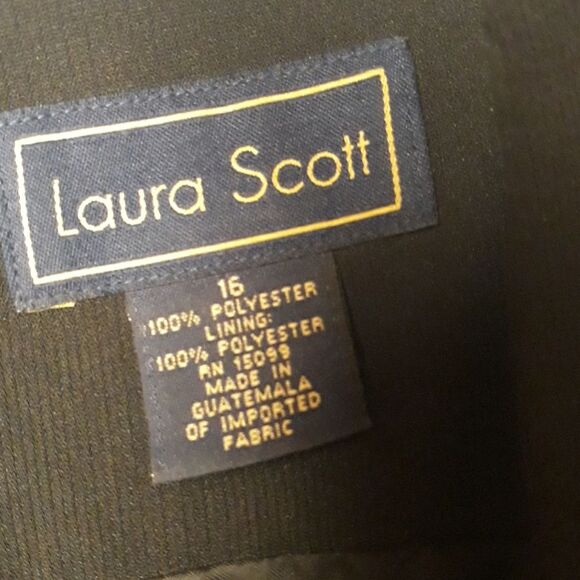 Laura Scott
16
100% POLYESTER
LINING:
100% POLYESTER
RN 15099
MADE IN
GUATEMALA
OF IMPORTED
FABRIC